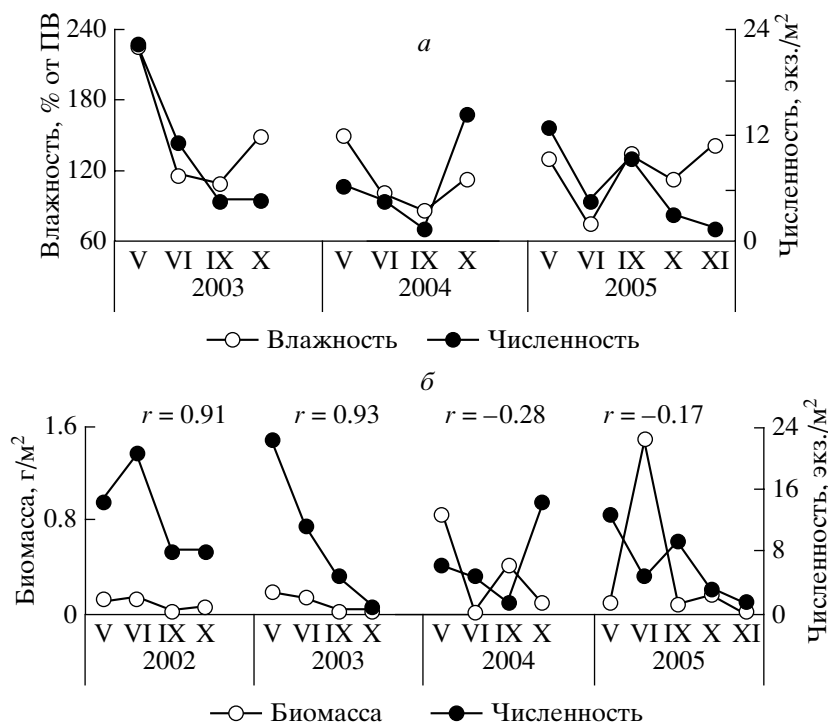 а
Влажность, % от ПВ
240
180
120
60
Численность, экз./м²
24
12
0
V VI IX X V VI IX X V VI IX X XI
2003 2004 2005
Влажность Численность
б
r = 0.91 r = 0.93 r = −0.28 r = −0.17
Биомасса, г/м²
1.6
0.8
0
Численность, экз./м²
24
16
8
0
V VI IX X V VI IX X V VI IX X V VI IX X XI
2002 2003 2004 2005
Биомасса Численность